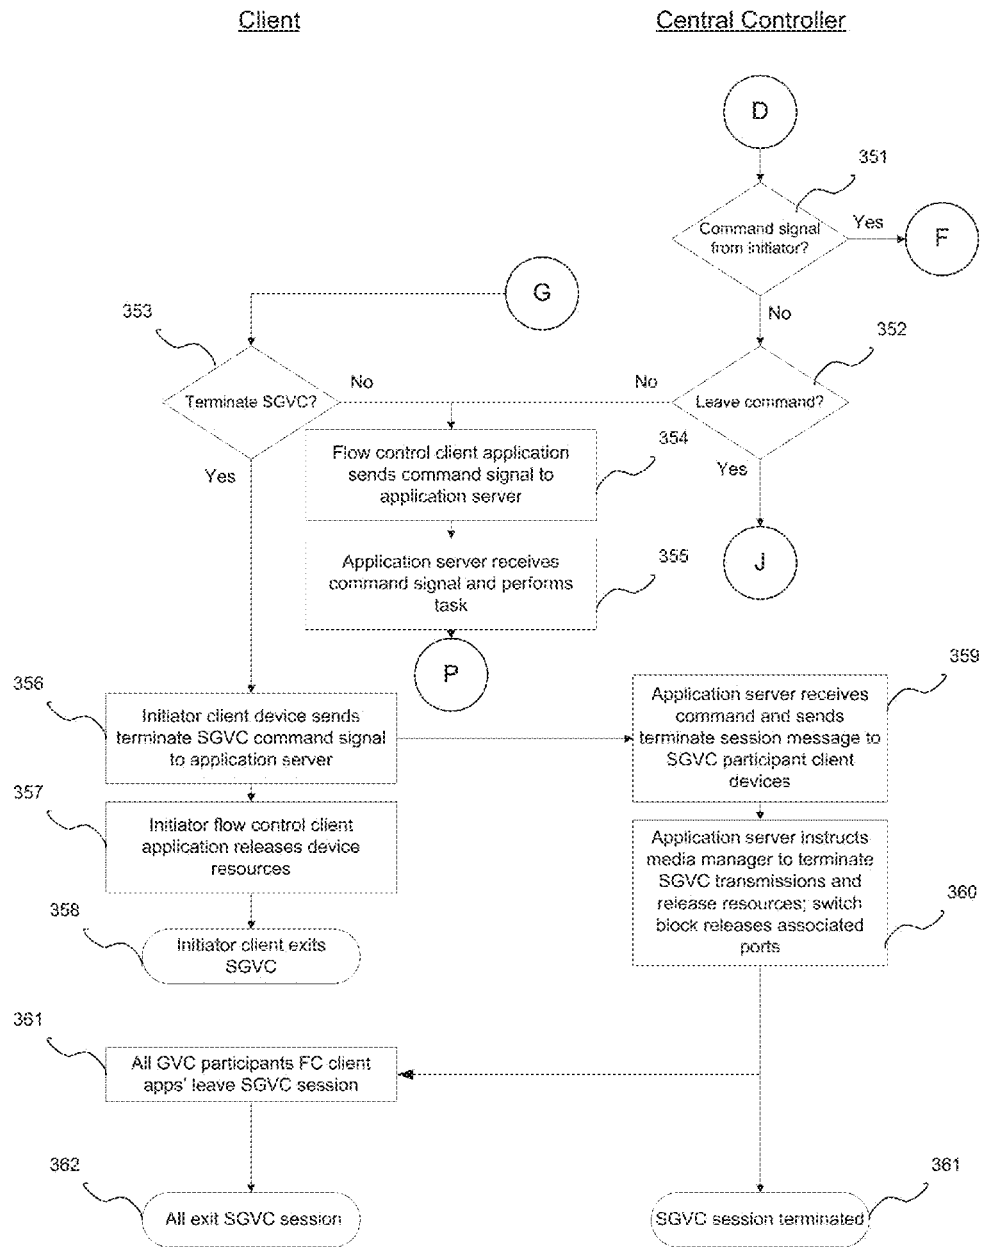 Client
Central Controller
D
351
Command signal
from initiator?
Yes
F
G
No
353
352
Terminate SGVC?
No
No
Leave command?
Yes
Yes
354
Flow control client application
sends command signal to
application server
J
355
Application server receives
command signal and performs
task
P
356
Initiator client device sends
terminate SGVC command signal
to application server
359
Application server receives
command and sends
terminate session message to
SGVC participant client
devices
357
Initiator flow control client
application releases device
resources
360
Application server instructs
media manager to terminate
SGVC transmissions and
release resources; switch
block releases associated
ports
358
Initiator client exits
SGVC
361
All GVC participants FC client
apps' leave SGVC session
362
All exit SGVC session
361
SGVC session terminated